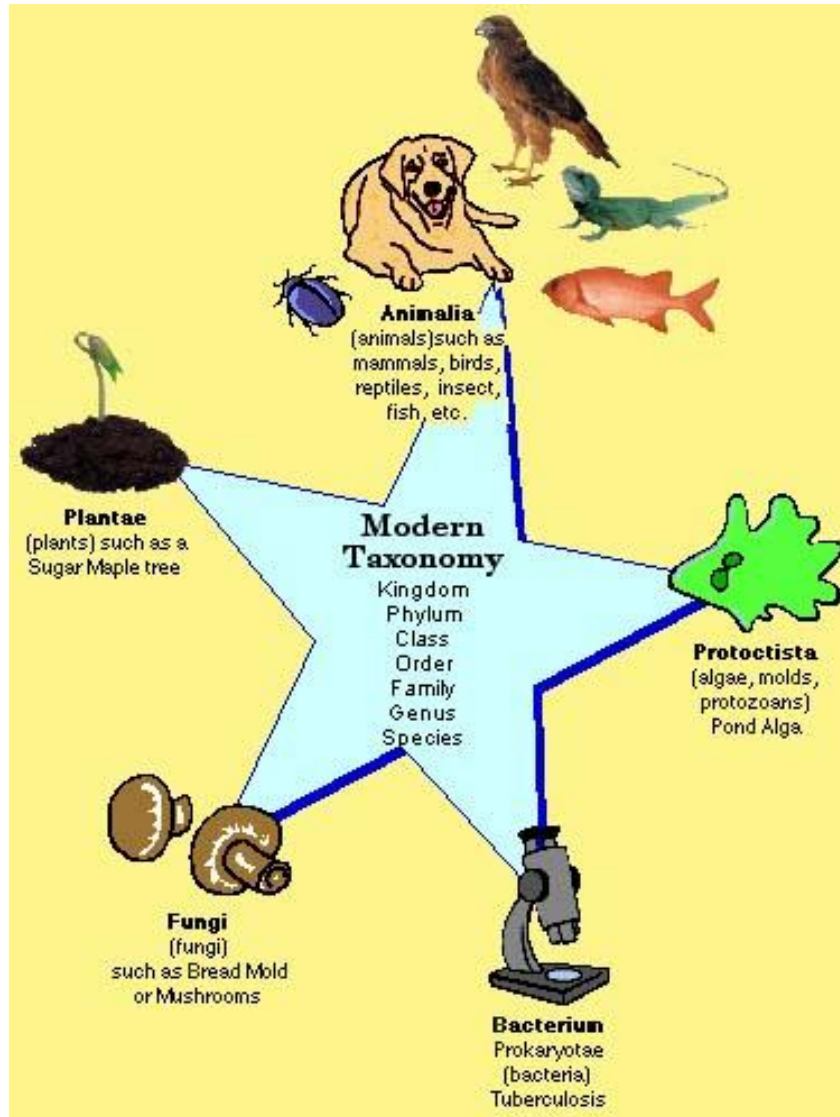 Animalia
(animals)such as
mammals, birds,
reptiles, insect,
fish, etc.
Plantae
(plants) such as a
Sugar Maple tree
Modern
Taxonomy
Kingdom
Phylum
Class
Order
Family
Genus
Species
Protoctista
(algae, molds,
protozoans)
Pond Alga
Fungi
(fungi)
such as Bread Mold
or Mushrooms
Bacterium
Prokaryotae
(bacteria)
Tuberculosis